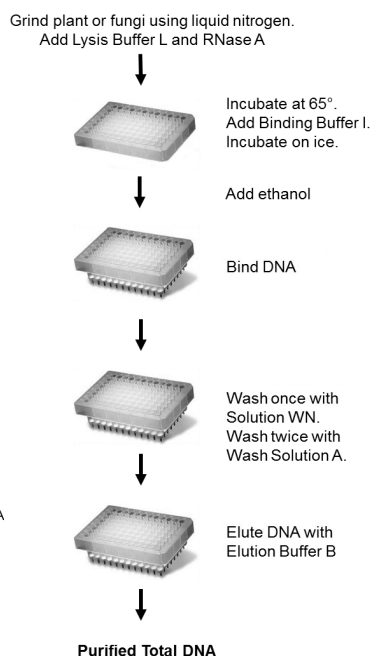 Grind plant or fungi using liquid nitrogen.
Add Lysis Buffer L and RNase A
Incubate at 65°.
Add Binding Buffer I.
Incubate on ice.
Add ethanol
Bind DNA
Wash once with
Solution WN.
Wash twice with
Wash Solution A.
A
Elute DNA with
Elution Buffer B
Purified Total DNA